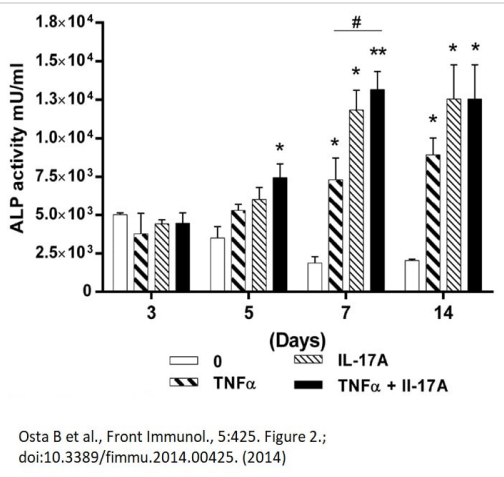 ALP activity mU/ml
1.8×10⁴
1.5×10⁴
1.3×10⁴
1.0×10⁴
7.5×10³
5.0×10³
2.5×10³
0
#
* * * ** * * *
3 5 7 14
(Days)
0 IL-17A
TNFα TNFα + Il-17A
Osta B et al., Front Immunol., 5:425. Figure 2.;
doi:10.3389/fimmu.2014.00425. (2014)